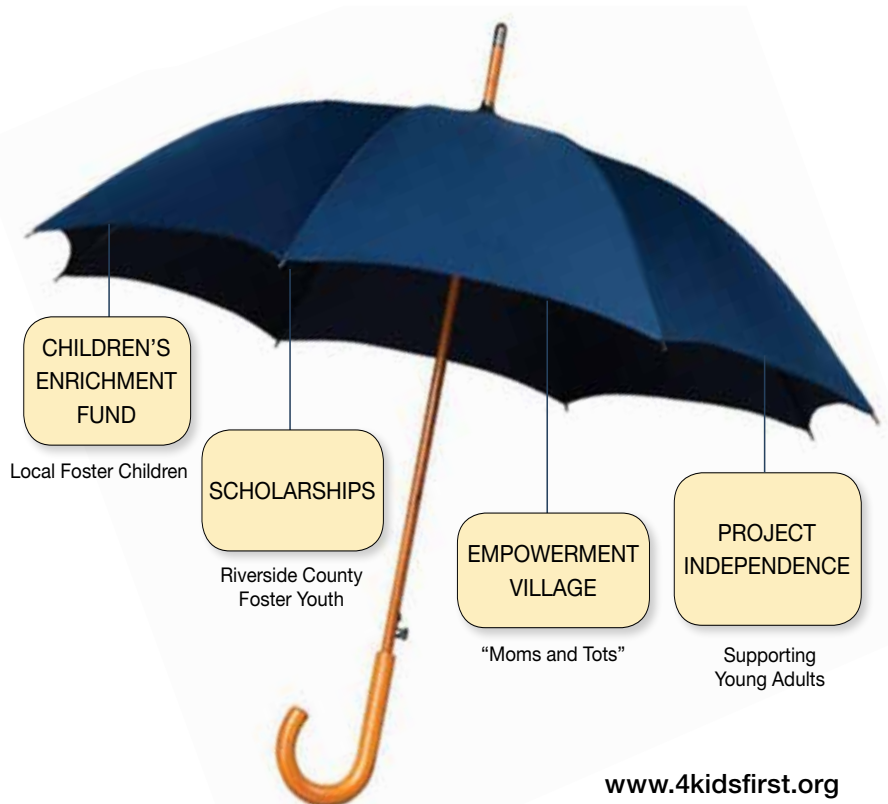 CHILDREN'S
ENRICHMENT
FUND
Local Foster Children
SCHOLARSHIPS
Riverside County
Foster Youth
EMPOWERMENT
VILLAGE
“Moms and Tots”
PROJECT
INDEPENDENCE
Supporting
Young Adults
www.4kidsfirst.org